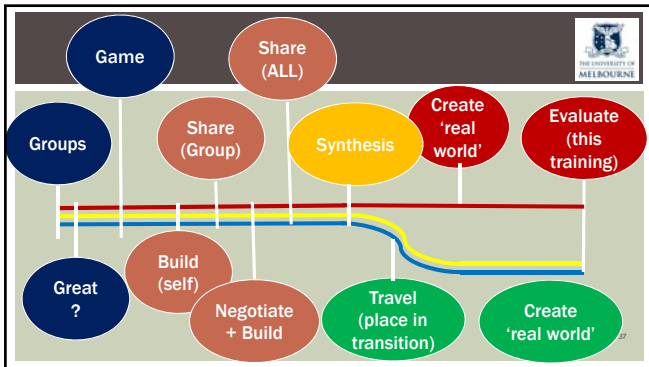 Game
Share
(ALL)
THE UNIVERSITY OF
MELBOURNE
Groups
Share
(Group)
Synthesis
Create
‘real
world’
Evaluate
(this
training)
Great
?
Build
(self)
Negotiate
+ Build
Travel
(place in
transition)
Create
‘real world’
37